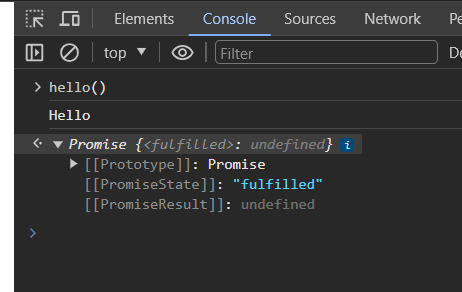 Elements Console Sources Network Pe
top ▼ Filter De
> hello()
Hello
<· ▼ Promise {<fulfilled>: undefined} i
▶ [[Prototype]]: Promise
[[PromiseState]]: "fulfilled"
[[PromiseResult]]: undefined
>